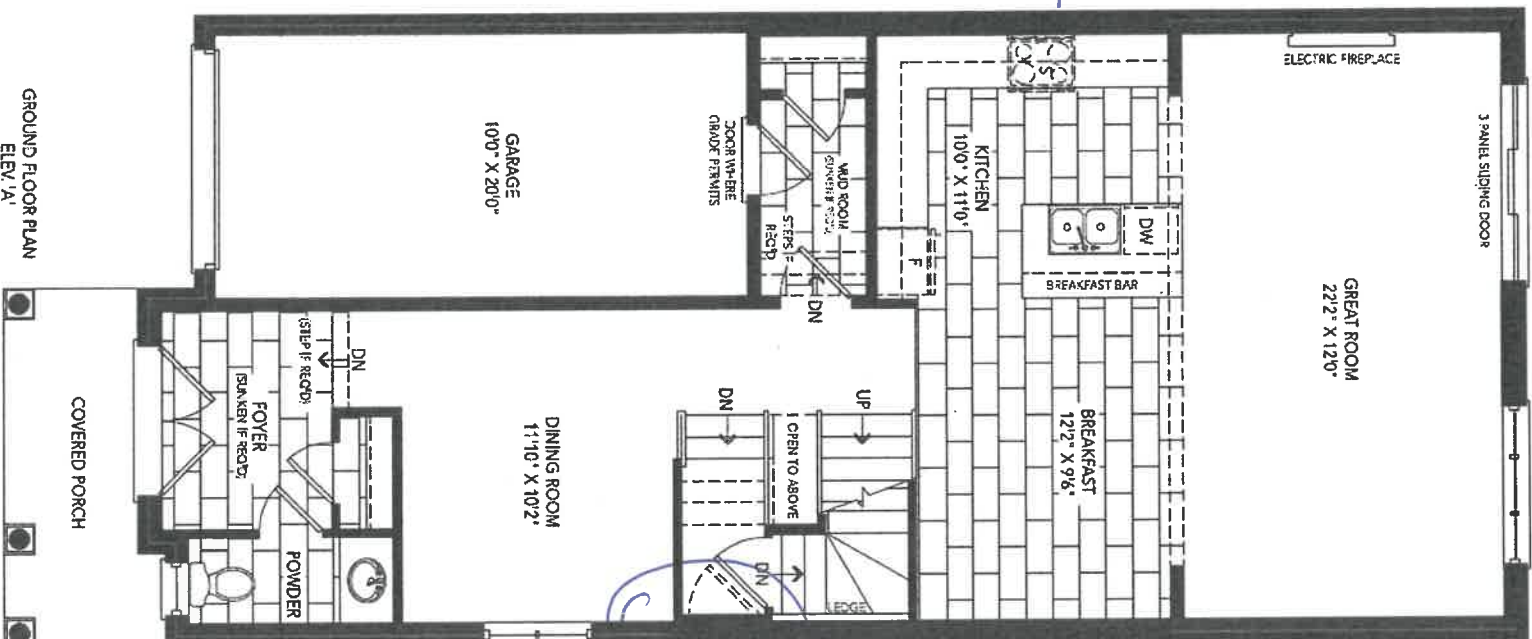 ELECTRIC FIREPLACE
3 PANEL SLIDING DOOR
GREAT ROOM
22'2" X 12'0"
KITCHEN
10'0" X 11'0"
DW
BREAKFAST BAR
F
BREAKFAST
12'2" X 9'6"
MUD ROOM
(SUNKEN IF REQ'D)
STEPS IF
REQ'D
DN
DOOR WHERE
GRADE PERMITS
GARAGE
10'0" X 20'0"
UP
DN
OPEN TO ABOVE
DN
LEDGE
DINING ROOM
11'10" X 10'2"
DN
(STEP IF REQ'D)
FOYER
(SUNKEN IF REQ'D)
POWDER
COVERED PORCH
GROUND FLOOR PLAN
ELEV. 'A'